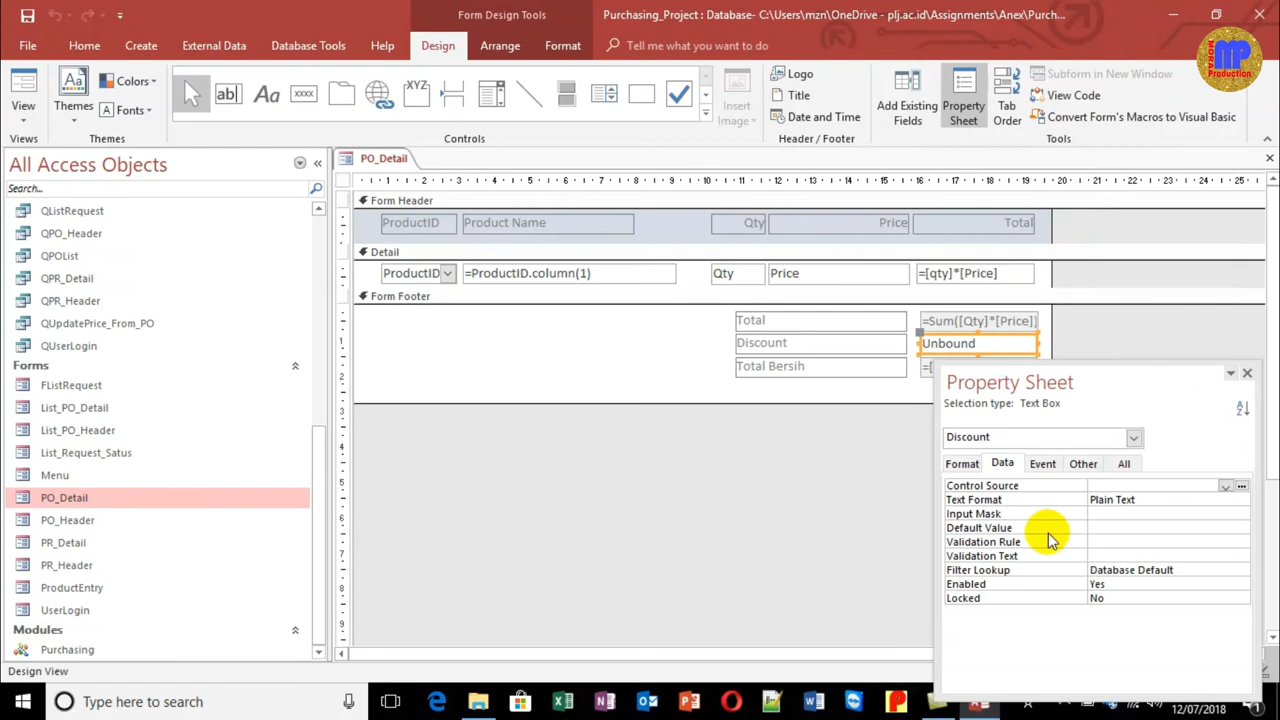 Form Design Tools
Purchasing_Project : Database- C:\Users\mzn\OneDrive - plj.ac.id\Assignments\Anex\Purch...
File
Home
Create
External Data
Database Tools
Help
Design
Arrange
Format
Tell me what you want to do
MORA
MP
Production
View
Views
Themes
Colors
Fonts
Themes
Aa
ab|
Aa
xxxx
XYZ
Controls
Insert
Image
Logo
Title
Date and Time
Header / Footer
Add Existing
Fields
Property
Sheet
Tab
Order
Subform in New Window
View Code
Convert Form's Macros to Visual Basic
Tools
All Access Objects
Search...
QListRequest
QPO_Header
QPOList
QPR_Detail
QPR_Header
QUpdatePrice_From_PO
QUserLogin
Forms
FListRequest
List_PO_Detail
List_PO_Header
List_Request_Satus
Menu
PO_Detail
PO_Header
PR_Detail
PR_Header
ProductEntry
UserLogin
Modules
Purchasing
PO_Detail
Form Header
ProductID
Product Name
Qty
Price
Total
Detail
ProductID
=ProductID.column(1)
Qty
Price
=[qty]*[Price]
Form Footer
Total
=Sum([Qty]*[Price])
Discount
Unbound
Total Bersih
=[
Property Sheet
Selection type: Text Box
Discount
Format
Data
Event
Other
All
Control Source
Text Format Plain Text
Input Mask
Default Value
Validation Rule
Validation Text
Filter Lookup Database Default
Enabled Yes
Locked No
Design View
Type here to search
12/07/2018